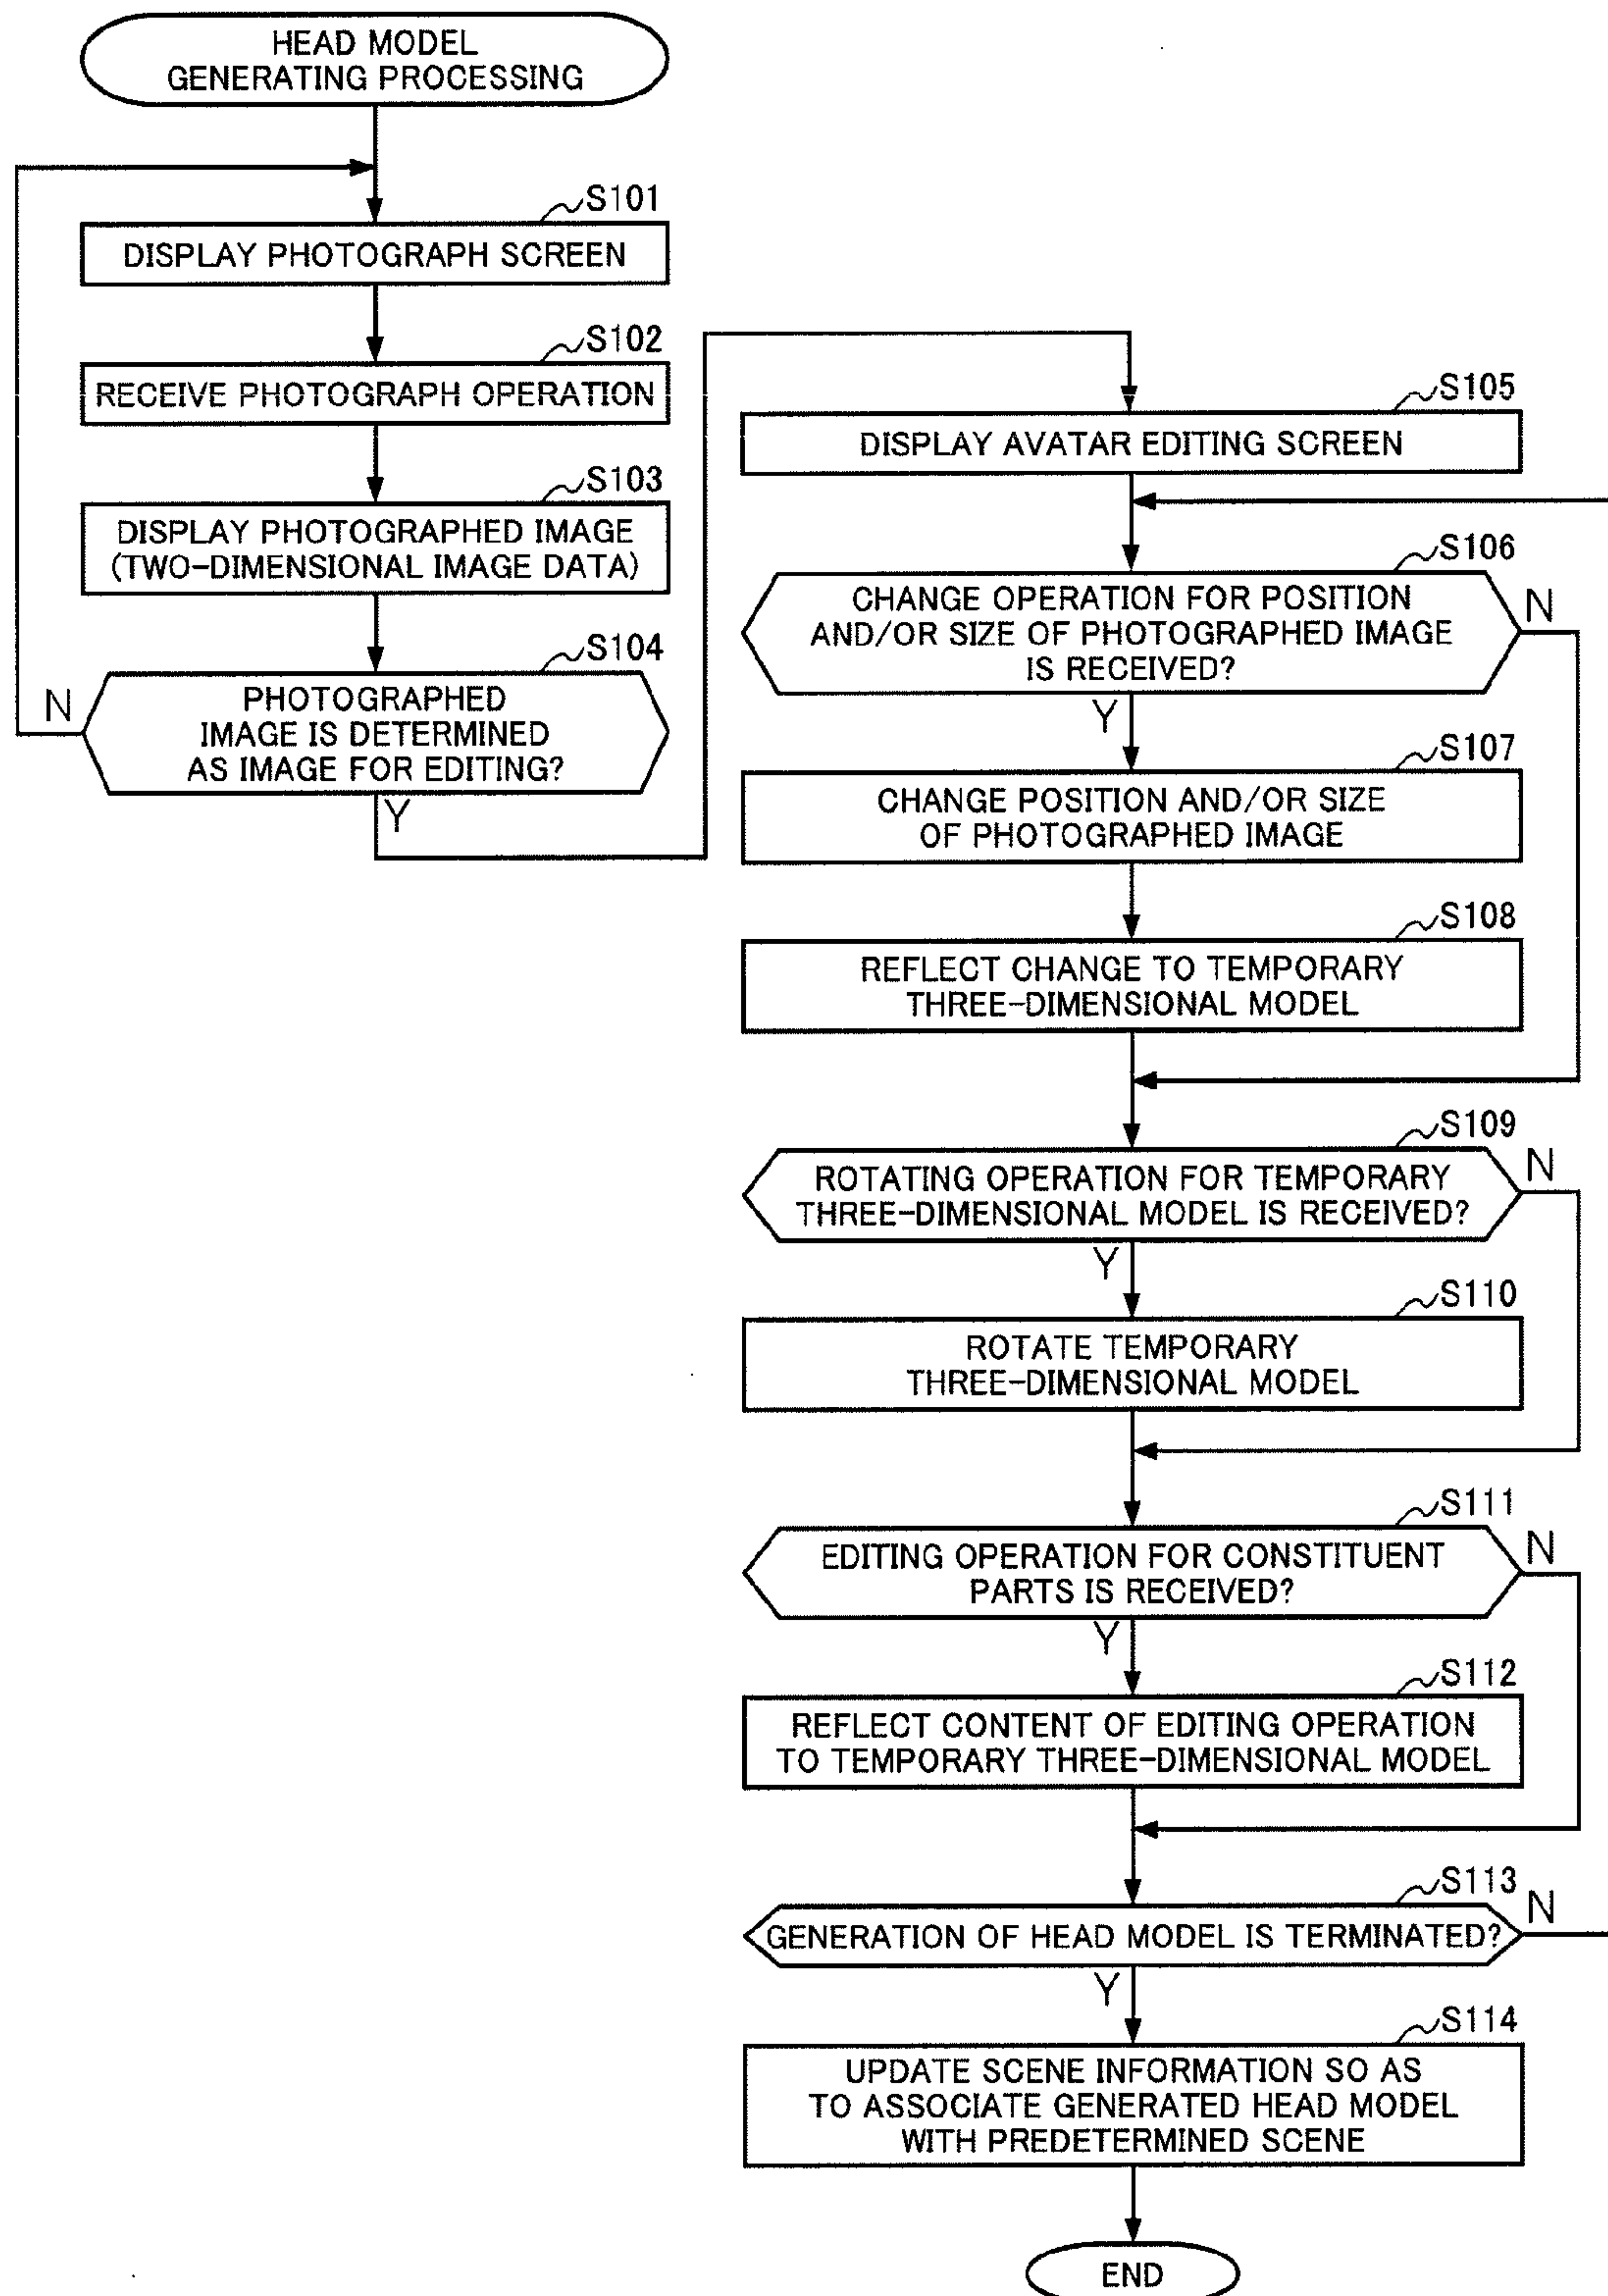 HEAD MODEL
GENERATING PROCESSING
S101
DISPLAY PHOTOGRAPH SCREEN
S102
RECEIVE PHOTOGRAPH OPERATION
S103
DISPLAY PHOTOGRAPHED IMAGE
(TWO-DIMENSIONAL IMAGE DATA)
S104
N
PHOTOGRAPHED
IMAGE IS DETERMINED
AS IMAGE FOR EDITING?
Y
S105
DISPLAY AVATAR EDITING SCREEN
S106
CHANGE OPERATION FOR POSITION
AND/OR SIZE OF PHOTOGRAPHED IMAGE
IS RECEIVED?
N
Y
S107
CHANGE POSITION AND/OR SIZE
OF PHOTOGRAPHED IMAGE
S108
REFLECT CHANGE TO TEMPORARY
THREE-DIMENSIONAL MODEL
S109
ROTATING OPERATION FOR TEMPORARY
THREE-DIMENSIONAL MODEL IS RECEIVED?
N
Y
S110
ROTATE TEMPORARY
THREE-DIMENSIONAL MODEL
S111
EDITING OPERATION FOR CONSTITUENT
PARTS IS RECEIVED?
N
Y
S112
REFLECT CONTENT OF EDITING OPERATION
TO TEMPORARY THREE-DIMENSIONAL MODEL
S113
GENERATION OF HEAD MODEL IS TERMINATED?
N
Y
S114
UPDATE SCENE INFORMATION SO AS
TO ASSOCIATE GENERATED HEAD MODEL
WITH PREDETERMINED SCENE
END